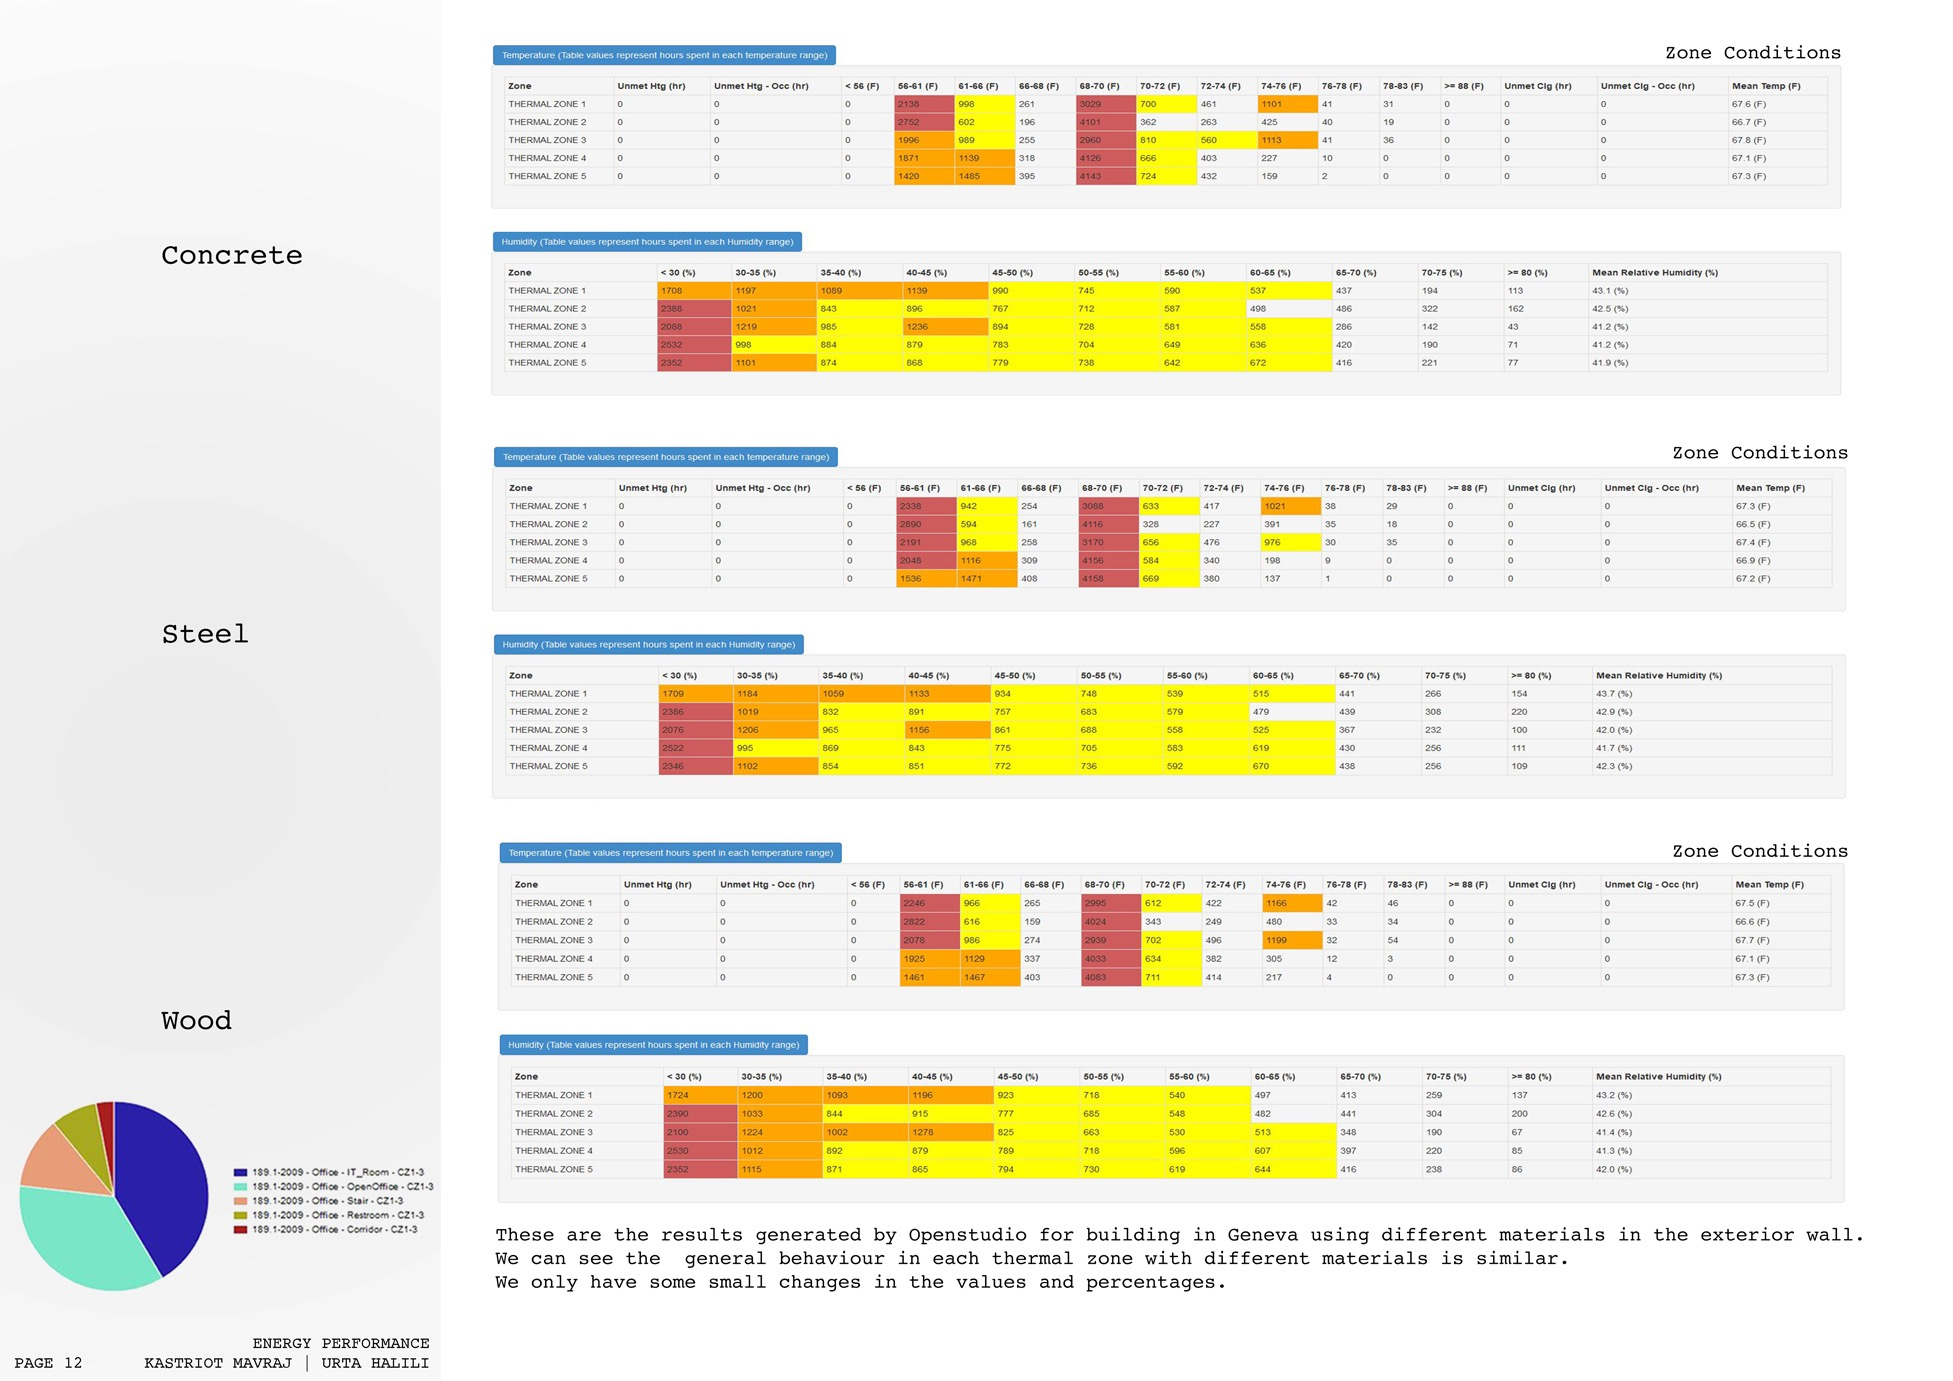 Concrete
Temperature (Table values represent hours spent in each temperature range)
Zone Conditions
Zone Unmet Htg (hr) Unmet Htg - Occ (hr) < 56 (F) 56-61 (F) 61-66 (F) 66-68 (F) 68-70 (F) 70-72 (F) 72-74 (F) 74-76 (F) 76-78 (F) 78-83 (F) >= 88 (F) Unmet Clg (hr) Unmet Clg - Occ (hr) Mean Temp (F)
THERMAL ZONE 1 0 0 0 2138 998 261 3029 700 461 1101 41 31 0 0 0 67.6 (F)
THERMAL ZONE 2 0 0 0 2752 602 196 4101 362 263 425 40 19 0 0 0 66.7 (F)
THERMAL ZONE 3 0 0 0 1996 989 255 2960 810 560 1113 41 36 0 0 0 67.8 (F)
THERMAL ZONE 4 0 0 0 1871 1139 318 4126 666 403 227 10 0 0 0 0 67.1 (F)
THERMAL ZONE 5 0 0 0 1420 1485 395 4143 724 432 159 2 0 0 0 0 67.3 (F)
Humidity (Table values represent hours spent in each Humidity range)
Zone < 30 (%) 30-35 (%) 35-40 (%) 40-45 (%) 45-50 (%) 50-55 (%) 55-60 (%) 60-65 (%) 65-70 (%) 70-75 (%) >= 80 (%) Mean Relative Humidity (%)
THERMAL ZONE 1 1708 1197 1089 1139 990 745 590 537 437 194 113 43.1 (%)
THERMAL ZONE 2 2388 1021 843 896 767 712 587 498 486 322 162 42.5 (%)
THERMAL ZONE 3 2088 1219 985 1236 894 728 581 558 286 142 43 41.2 (%)
THERMAL ZONE 4 2532 998 884 879 783 704 649 636 420 190 71 41.2 (%)
THERMAL ZONE 5 2352 1101 874 868 779 738 642 672 416 221 77 41.9 (%)
Steel
Temperature (Table values represent hours spent in each temperature range)
Zone Conditions
Zone Unmet Htg (hr) Unmet Htg - Occ (hr) < 56 (F) 56-61 (F) 61-66 (F) 66-68 (F) 68-70 (F) 70-72 (F) 72-74 (F) 74-76 (F) 76-78 (F) 78-83 (F) >= 88 (F) Unmet Clg (hr) Unmet Clg - Occ (hr) Mean Temp (F)
THERMAL ZONE 1 0 0 0 2338 942 254 3088 633 417 1021 38 29 0 0 0 67.3 (F)
THERMAL ZONE 2 0 0 0 2890 594 161 4116 328 227 391 35 18 0 0 0 66.5 (F)
THERMAL ZONE 3 0 0 0 2191 968 258 3170 656 476 976 30 35 0 0 0 67.4 (F)
THERMAL ZONE 4 0 0 0 2048 1116 309 4156 584 340 198 9 0 0 0 0 66.9 (F)
THERMAL ZONE 5 0 0 0 1536 1471 408 4158 669 380 137 1 0 0 0 0 67.2 (F)
Humidity (Table values represent hours spent in each Humidity range)
Zone < 30 (%) 30-35 (%) 35-40 (%) 40-45 (%) 45-50 (%) 50-55 (%) 55-60 (%) 60-65 (%) 65-70 (%) 70-75 (%) >= 80 (%) Mean Relative Humidity (%)
THERMAL ZONE 1 1709 1184 1059 1133 934 748 539 515 441 266 154 43.7 (%)
THERMAL ZONE 2 2386 1019 832 891 757 683 579 479 439 308 220 42.9 (%)
THERMAL ZONE 3 2076 1206 965 1156 861 688 558 525 367 232 100 42.0 (%)
THERMAL ZONE 4 2522 995 869 843 775 705 583 619 430 256 111 41.7 (%)
THERMAL ZONE 5 2346 1102 854 851 772 736 592 670 438 256 109 42.3 (%)
Wood
Temperature (Table values represent hours spent in each temperature range)
Zone Conditions
Zone Unmet Htg (hr) Unmet Htg - Occ (hr) < 56 (F) 56-61 (F) 61-66 (F) 66-68 (F) 68-70 (F) 70-72 (F) 72-74 (F) 74-76 (F) 76-78 (F) 78-83 (F) >= 88 (F) Unmet Clg (hr) Unmet Clg - Occ (hr) Mean Temp (F)
THERMAL ZONE 1 0 0 0 2246 966 265 2995 612 422 1166 42 46 0 0 0 67.5 (F)
THERMAL ZONE 2 0 0 0 2822 616 159 4024 343 249 480 33 34 0 0 0 66.6 (F)
THERMAL ZONE 3 0 0 0 2078 986 274 2939 702 496 1199 32 54 0 0 0 67.7 (F)
THERMAL ZONE 4 0 0 0 1925 1129 337 4033 634 382 305 12 3 0 0 0 67.1 (F)
THERMAL ZONE 5 0 0 0 1461 1467 403 4083 711 414 217 4 0 0 0 0 67.3 (F)
Humidity (Table values represent hours spent in each Humidity range)
Zone < 30 (%) 30-35 (%) 35-40 (%) 40-45 (%) 45-50 (%) 50-55 (%) 55-60 (%) 60-65 (%) 65-70 (%) 70-75 (%) >= 80 (%) Mean Relative Humidity (%)
THERMAL ZONE 1 1724 1200 1093 1196 923 718 540 497 413 259 137 43.2 (%)
THERMAL ZONE 2 2390 1033 844 915 777 685 548 482 441 304 200 42.6 (%)
THERMAL ZONE 3 2100 1224 1002 1278 825 663 530 513 348 190 67 41.4 (%)
THERMAL ZONE 4 2530 1012 892 879 789 718 596 607 397 220 85 41.3 (%)
THERMAL ZONE 5 2352 1115 871 865 794 730 619 644 416 238 86 42.0 (%)
189.1-2009 - Office - IT_Room - CZ1-3
189.1-2009 - Office - OpenOffice - CZ1-3
189.1-2009 - Office - Stair - CZ1-3
189.1-2009 - Office - Restroom - CZ1-3
189.1-2009 - Office - Corridor - CZ1-3
These are the results generated by Openstudio for building in Geneva using different materials in the exterior wall.
We can see the general behaviour in each thermal zone with different materials is similar.
We only have some small changes in the values and percentages.
ENERGY PERFORMANCE
PAGE 12 KASTRIOT MAVRAJ | URTA HALILI